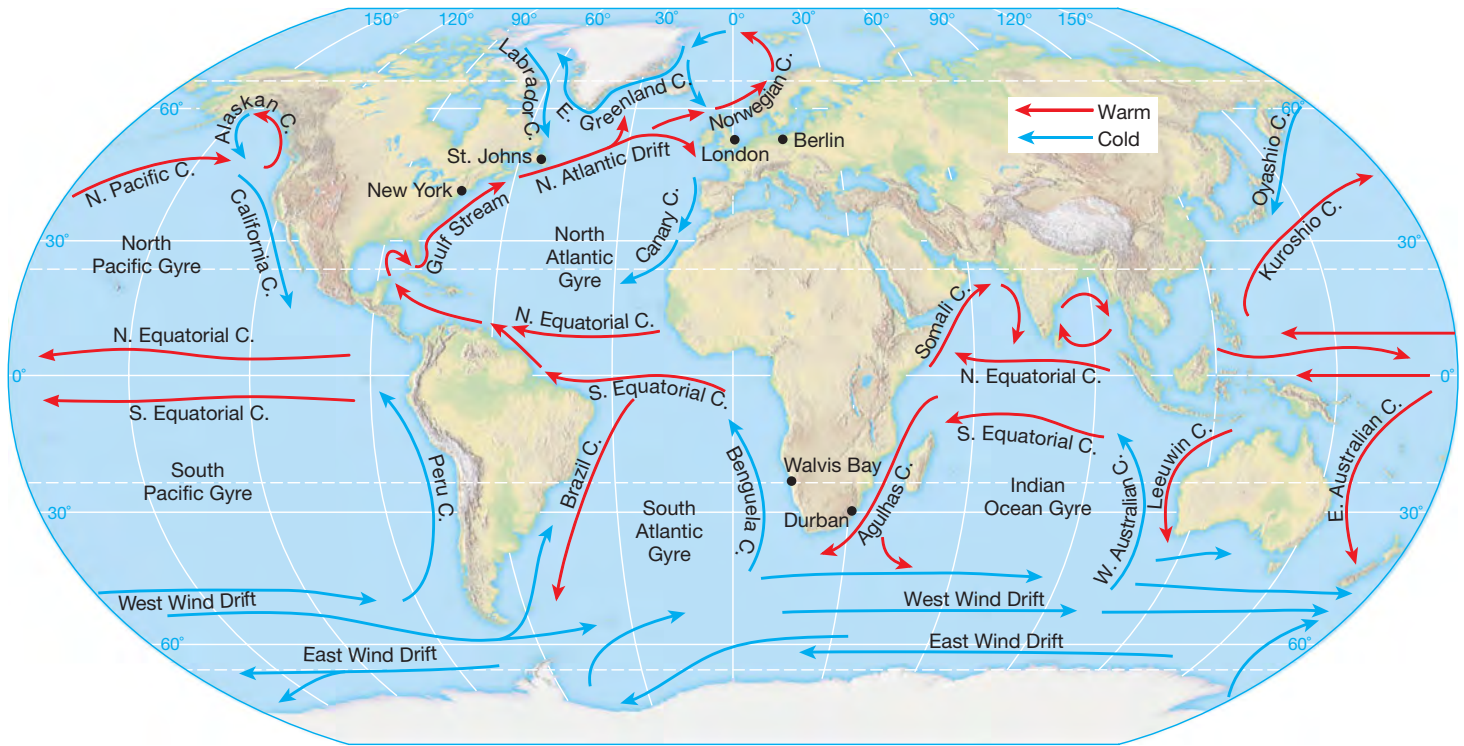 150° 120° 90° 60° 30° 0° 30° 60° 90° 120° 150°
Labrador C.
E. Greenland C.
Norwegian C.
Warm
Cold
60°
60°
Alaskan C.
Oyashio C.
London
Berlin
St. Johns
N. Atlantic Drift
New York
N. Pacific C.
Gulf Stream
Canary C.
California C.
Kuroshio C.
30°
30°
North
Pacific Gyre
North
Atlantic
Gyre
Somali C.
N. Equatorial C.
N. Equatorial C.
N. Equatorial C.
0°
0°
S. Equatorial C.
S. Equatorial C.
S. Equatorial C.
Peru C.
Brazil C.
Benguela C.
Walvis Bay
Durban
Agulhas C.
South
Pacific Gyre
South
Atlantic
Gyre
Indian
Ocean Gyre
W. Australian C.
Leeuwin C.
E. Australian C.
30°
30°
West Wind Drift
West Wind Drift
East Wind Drift
East Wind Drift
60°
60°